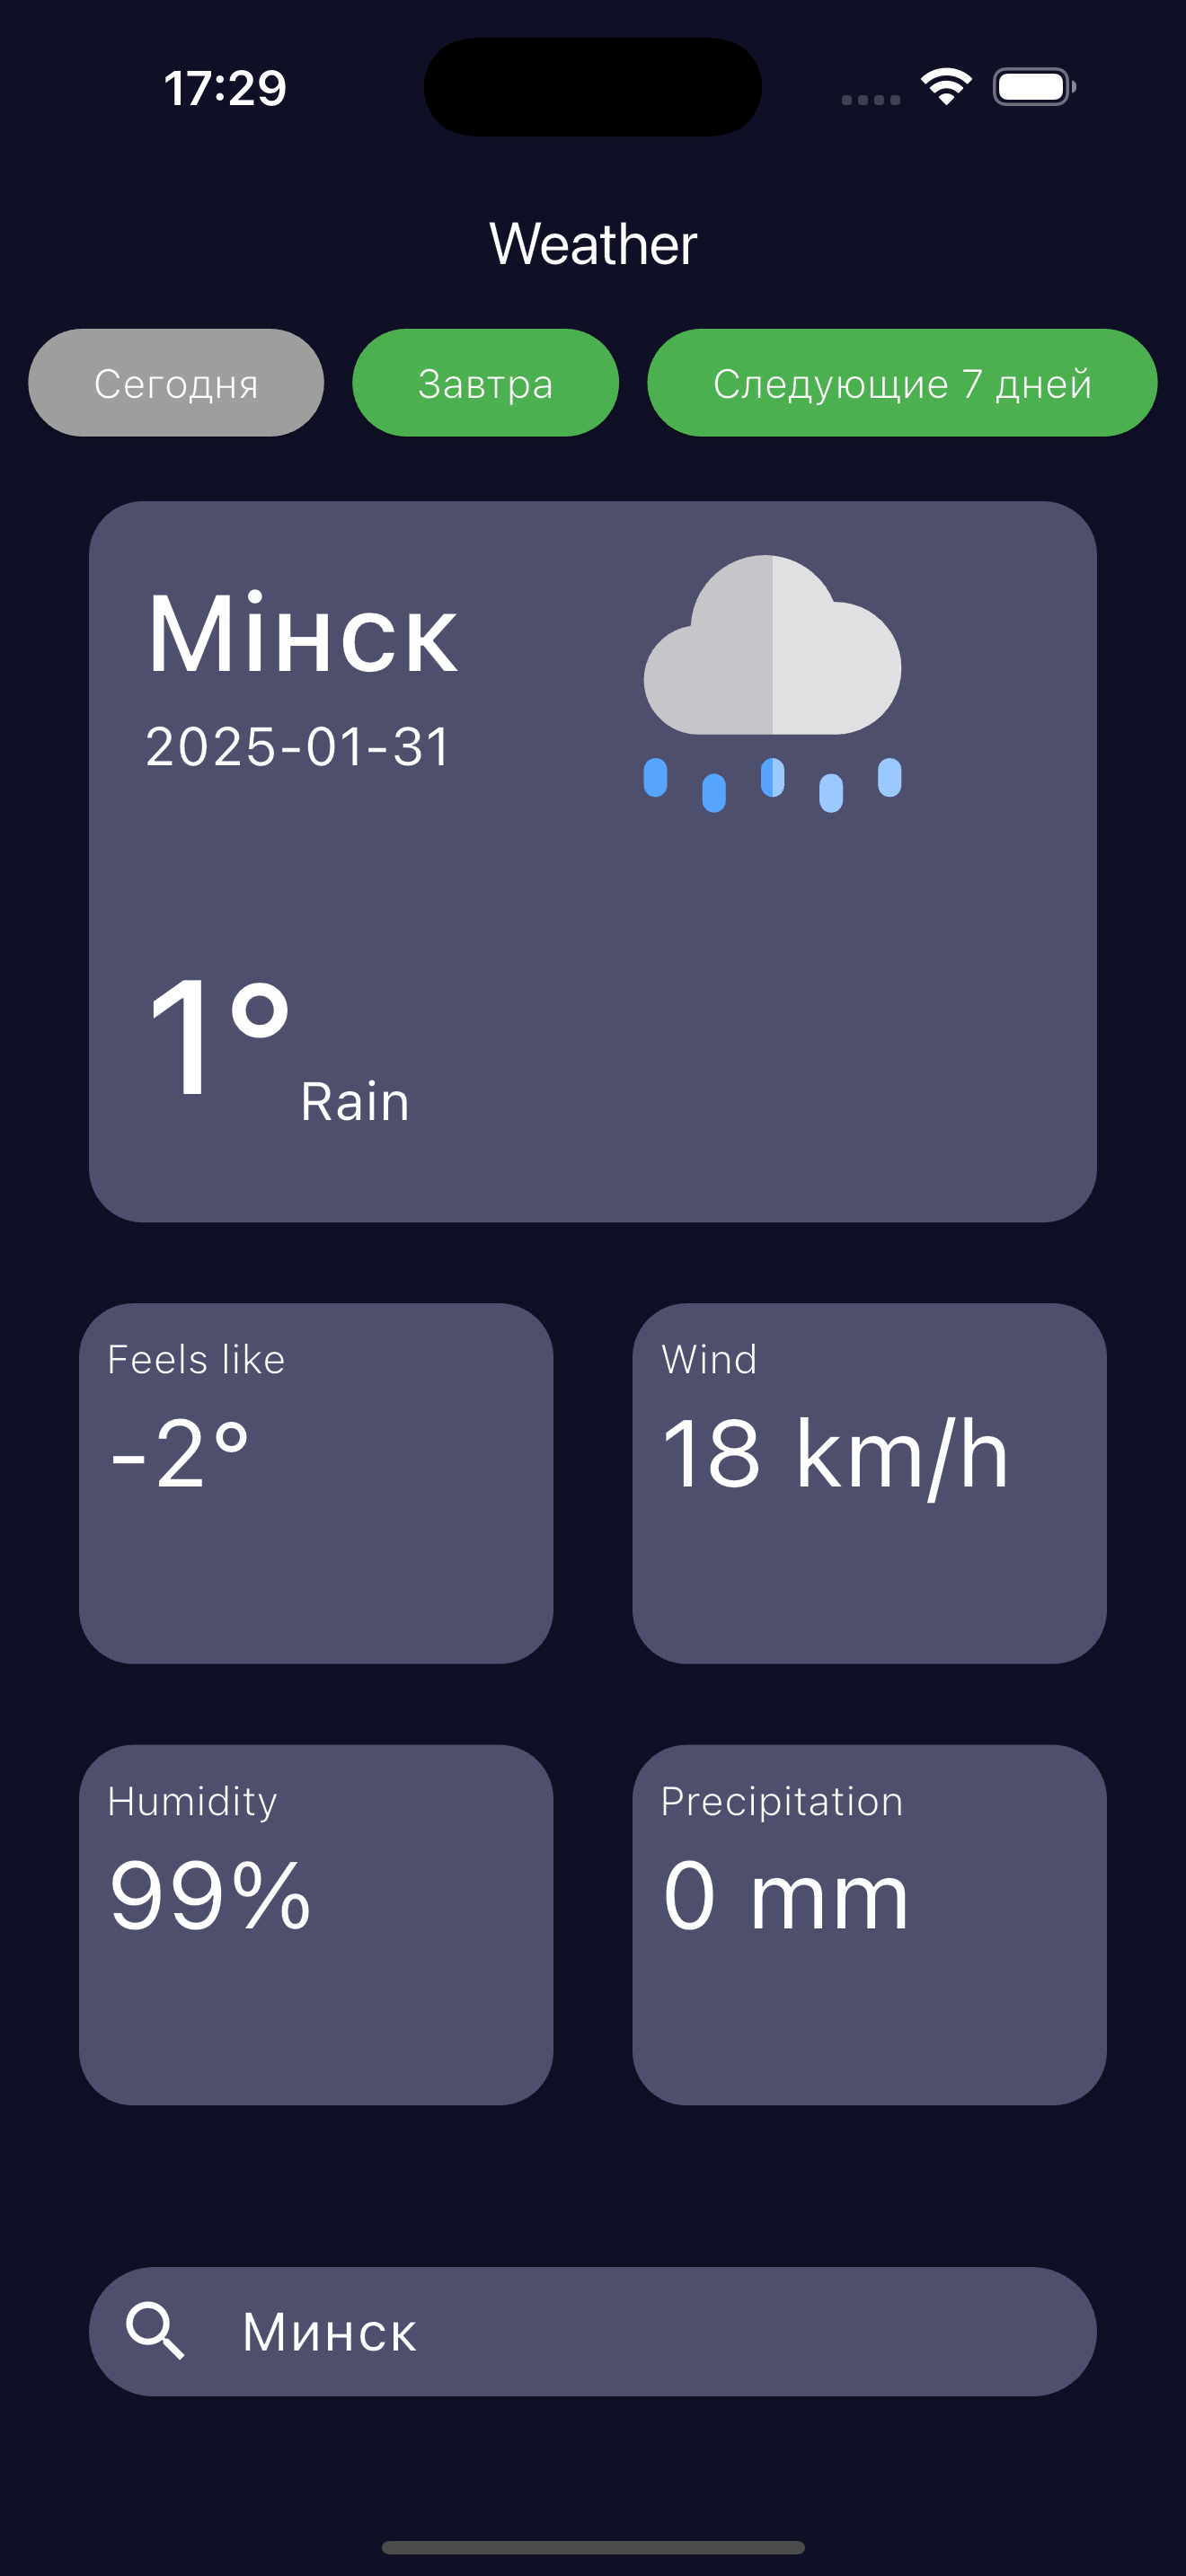 17:29
Weather
Сегодня
Завтра
Следующие 7 дней
Мінск
2025-01-31
1°
Rain
Feels like
-2°
Wind
18 km/h
Humidity
99%
Precipitation
0 mm
Минск